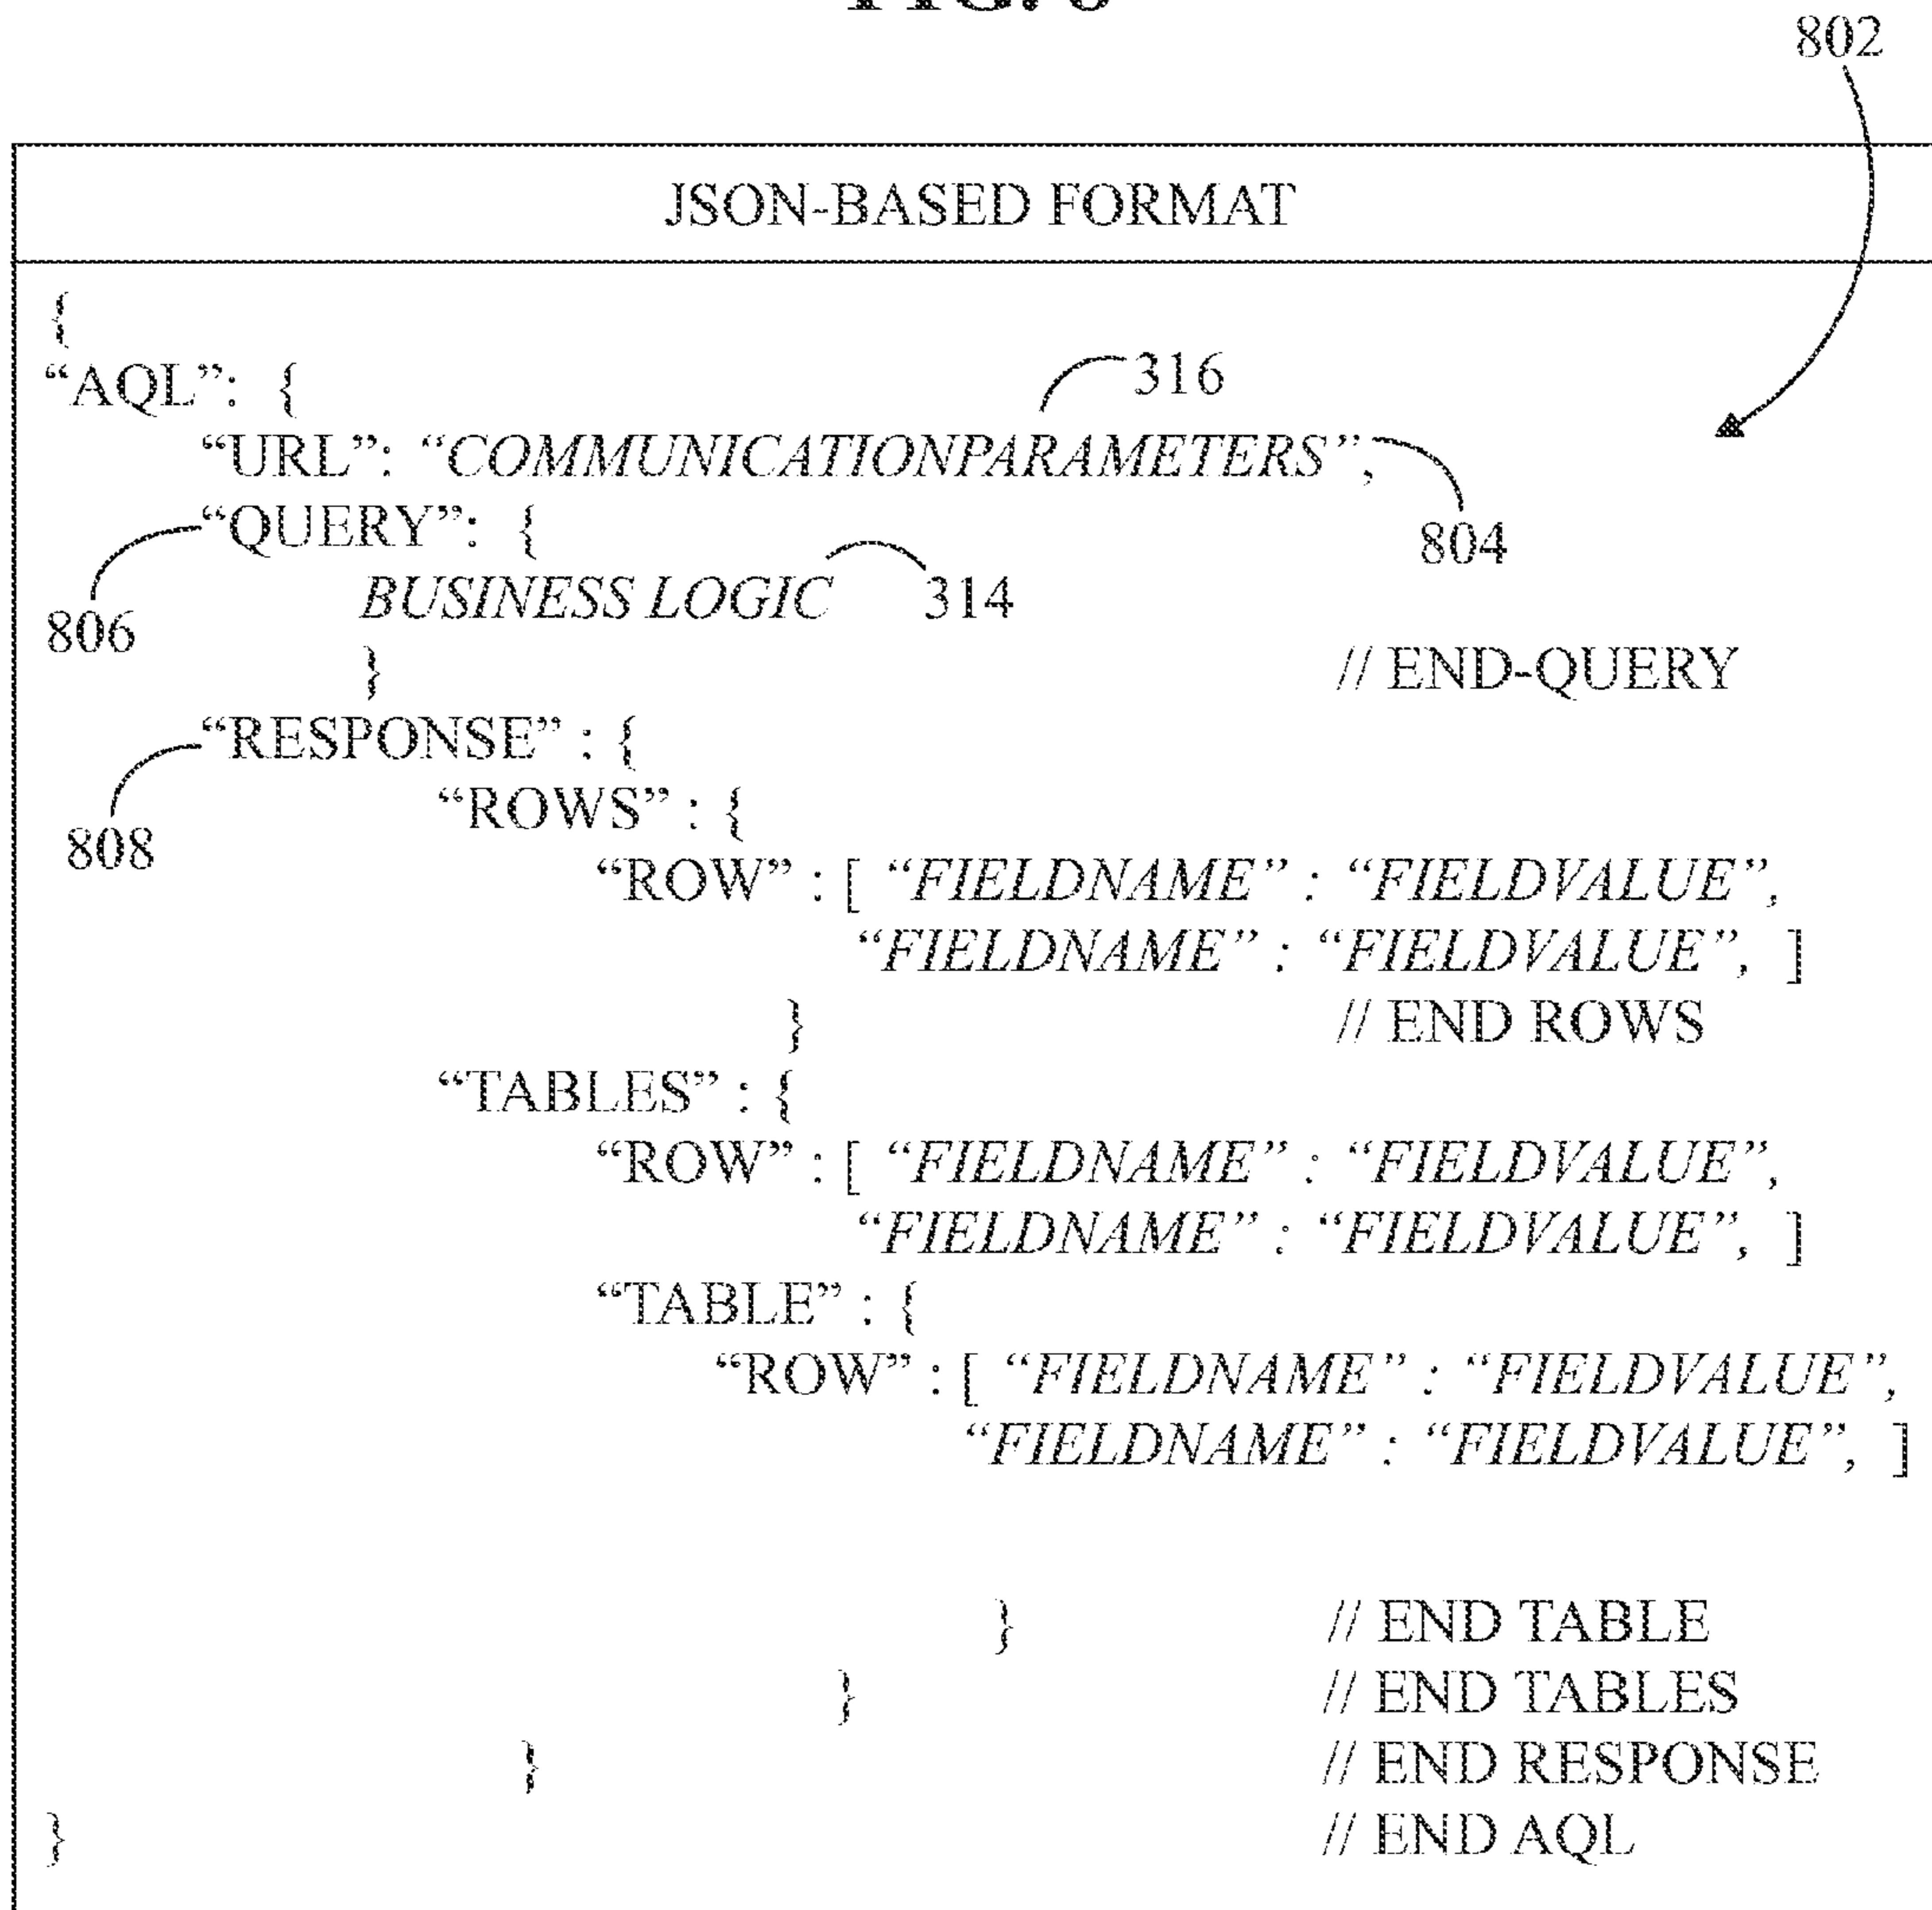 802
JSON-BASED FORMAT
{
“AQL”: {
316
“URL”: “COMMUNICATIONPARAMETERS”,
“QUERY”: {
804
BUSINESS LOGIC 314
806
} // END-QUERY
“RESPONSE” : {
“ROWS” : {
808
“ROW” : [ “FIELDNAME” : “FIELDVALUE”,
“FIELDNAME” : “FIELDVALUE”, ]
} // END ROWS
“TABLES” : {
“ROW” : [ “FIELDNAME” : “FIELDVALUE”,
“FIELDNAME” : “FIELDVALUE”, ]
“TABLE” : {
“ROW” : [ “FIELDNAME” : “FIELDVALUE”,
“FIELDNAME” : “FIELDVALUE”, ]
} // END TABLE
} // END TABLES
} // END RESPONSE
} // END AQL